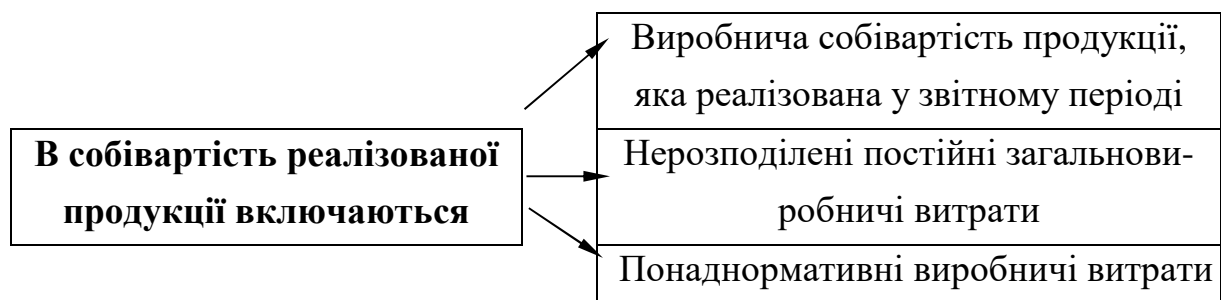 В собівартість реалізованої
продукції включаються
Виробнича собівартість продукції,
яка реалізована у звітному періоді
Нерозподілені постійні загальнови-
робничі витрати
Понаднормативні виробничі витрати